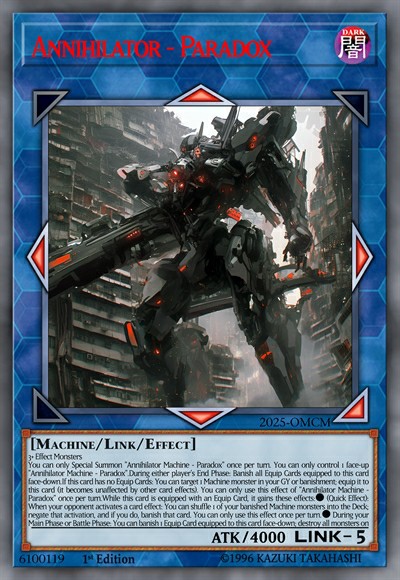 Annihilator - Paradox
DARK
闇
2025-OMCM
[Machine/Link/Effect]
3+ Effect Monsters
You can only Special Summon "Annihilator Machine - Paradox" once per turn. You can only control 1 face-up
"Annihilator Machine - Paradox".During either player's End Phase: Banish all Equip Cards equipped to this card
face-down.If this card has no Equip Cards: You can target 1 Machine monster in your GY or banishment; equip it to
this card (it becomes unaffected by other card effects). You can only use this effect of "Annihilator Machine -
Paradox" once per turn.While this card is equipped with an Equip Card, it gains these effects:● (Quick Effect):
When your opponent activates a card effect: You can shuffle 1 of your banished Machine monsters into the Deck;
negate that activation, and if you do, banish that card. You can only use this effect once per turn.● During your
Main Phase or Battle Phase: You can banish 1 Equip Card equipped to this card face-down; destroy all monsters on
ATK/4000 LINK-5
6100119 1st Edition ©1996 KAZUKI TAKAHASHI